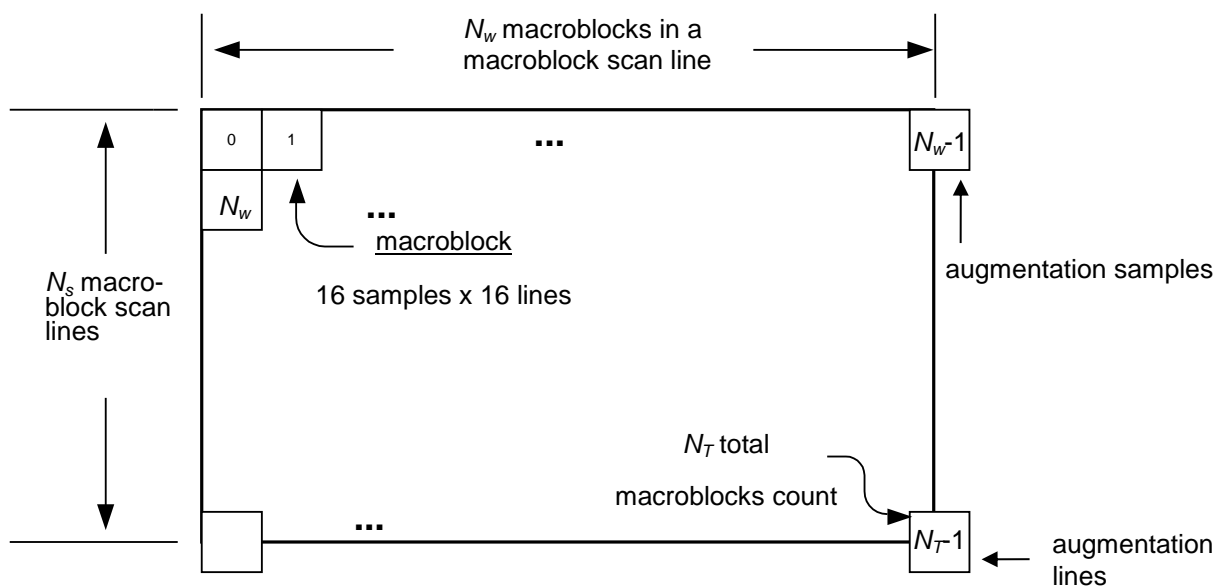 N_w macroblocks in a
macroblock scan line
0
1
...
N_w-1
N_w
...
macroblock
16 samples x 16 lines
augmentation samples
N_s macro-
block scan
lines
N_T total
macroblocks count
...
N_T-1
augmentation
lines